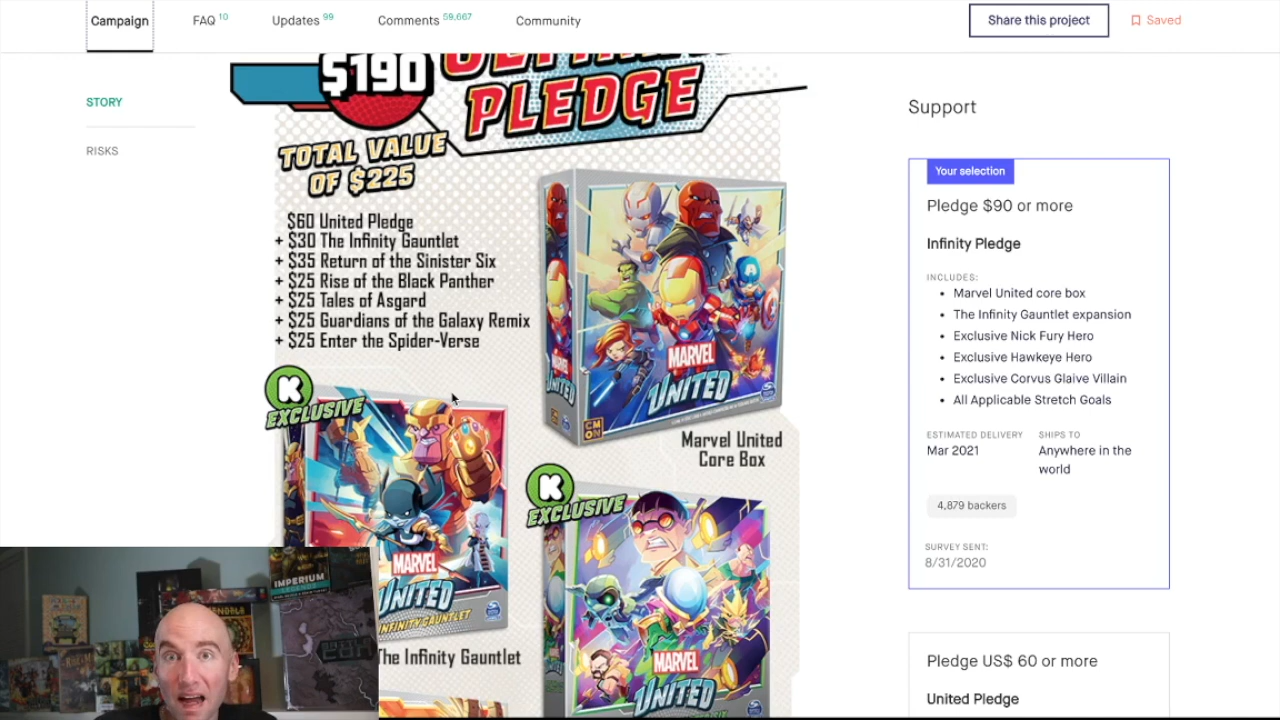 Campaign
FAQ 10
Updates 99
Comments 59,667
Community
Share this project
Saved
STORY
RISKS
$190
PLEDGE
TOTAL VALUE
OF $225
$60 United Pledge
+ $30 The Infinity Gauntlet
+ $35 Return of the Sinister Six
+ $25 Rise of the Black Panther
+ $25 Tales of Asgard
+ $25 Guardians of the Galaxy Remix
+ $25 Enter the Spider-Verse
MARVEL
UNITED
UNITED
CMON
Marvel United
Core Box
K
EXCLUSIVE
MARVEL
UNITED
INFINITY GAUNTLET
The Infinity Gauntlet
K
EXCLUSIVE
MARVEL
UNITED
Support
Your selection
Pledge $90 or more
Infinity Pledge
INCLUDES:
• Marvel United core box
• The Infinity Gauntlet expansion
• Exclusive Nick Fury Hero
• Exclusive Hawkeye Hero
• Exclusive Corvus Glaive Villain
• All Applicable Stretch Goals
ESTIMATED DELIVERY
Mar 2021
SHIPS TO
Anywhere in the
world
4,879 backers
SURVEY SENT:
8/31/2020
Pledge US$ 60 or more
United Pledge
IMPERIUM
LEGENDS